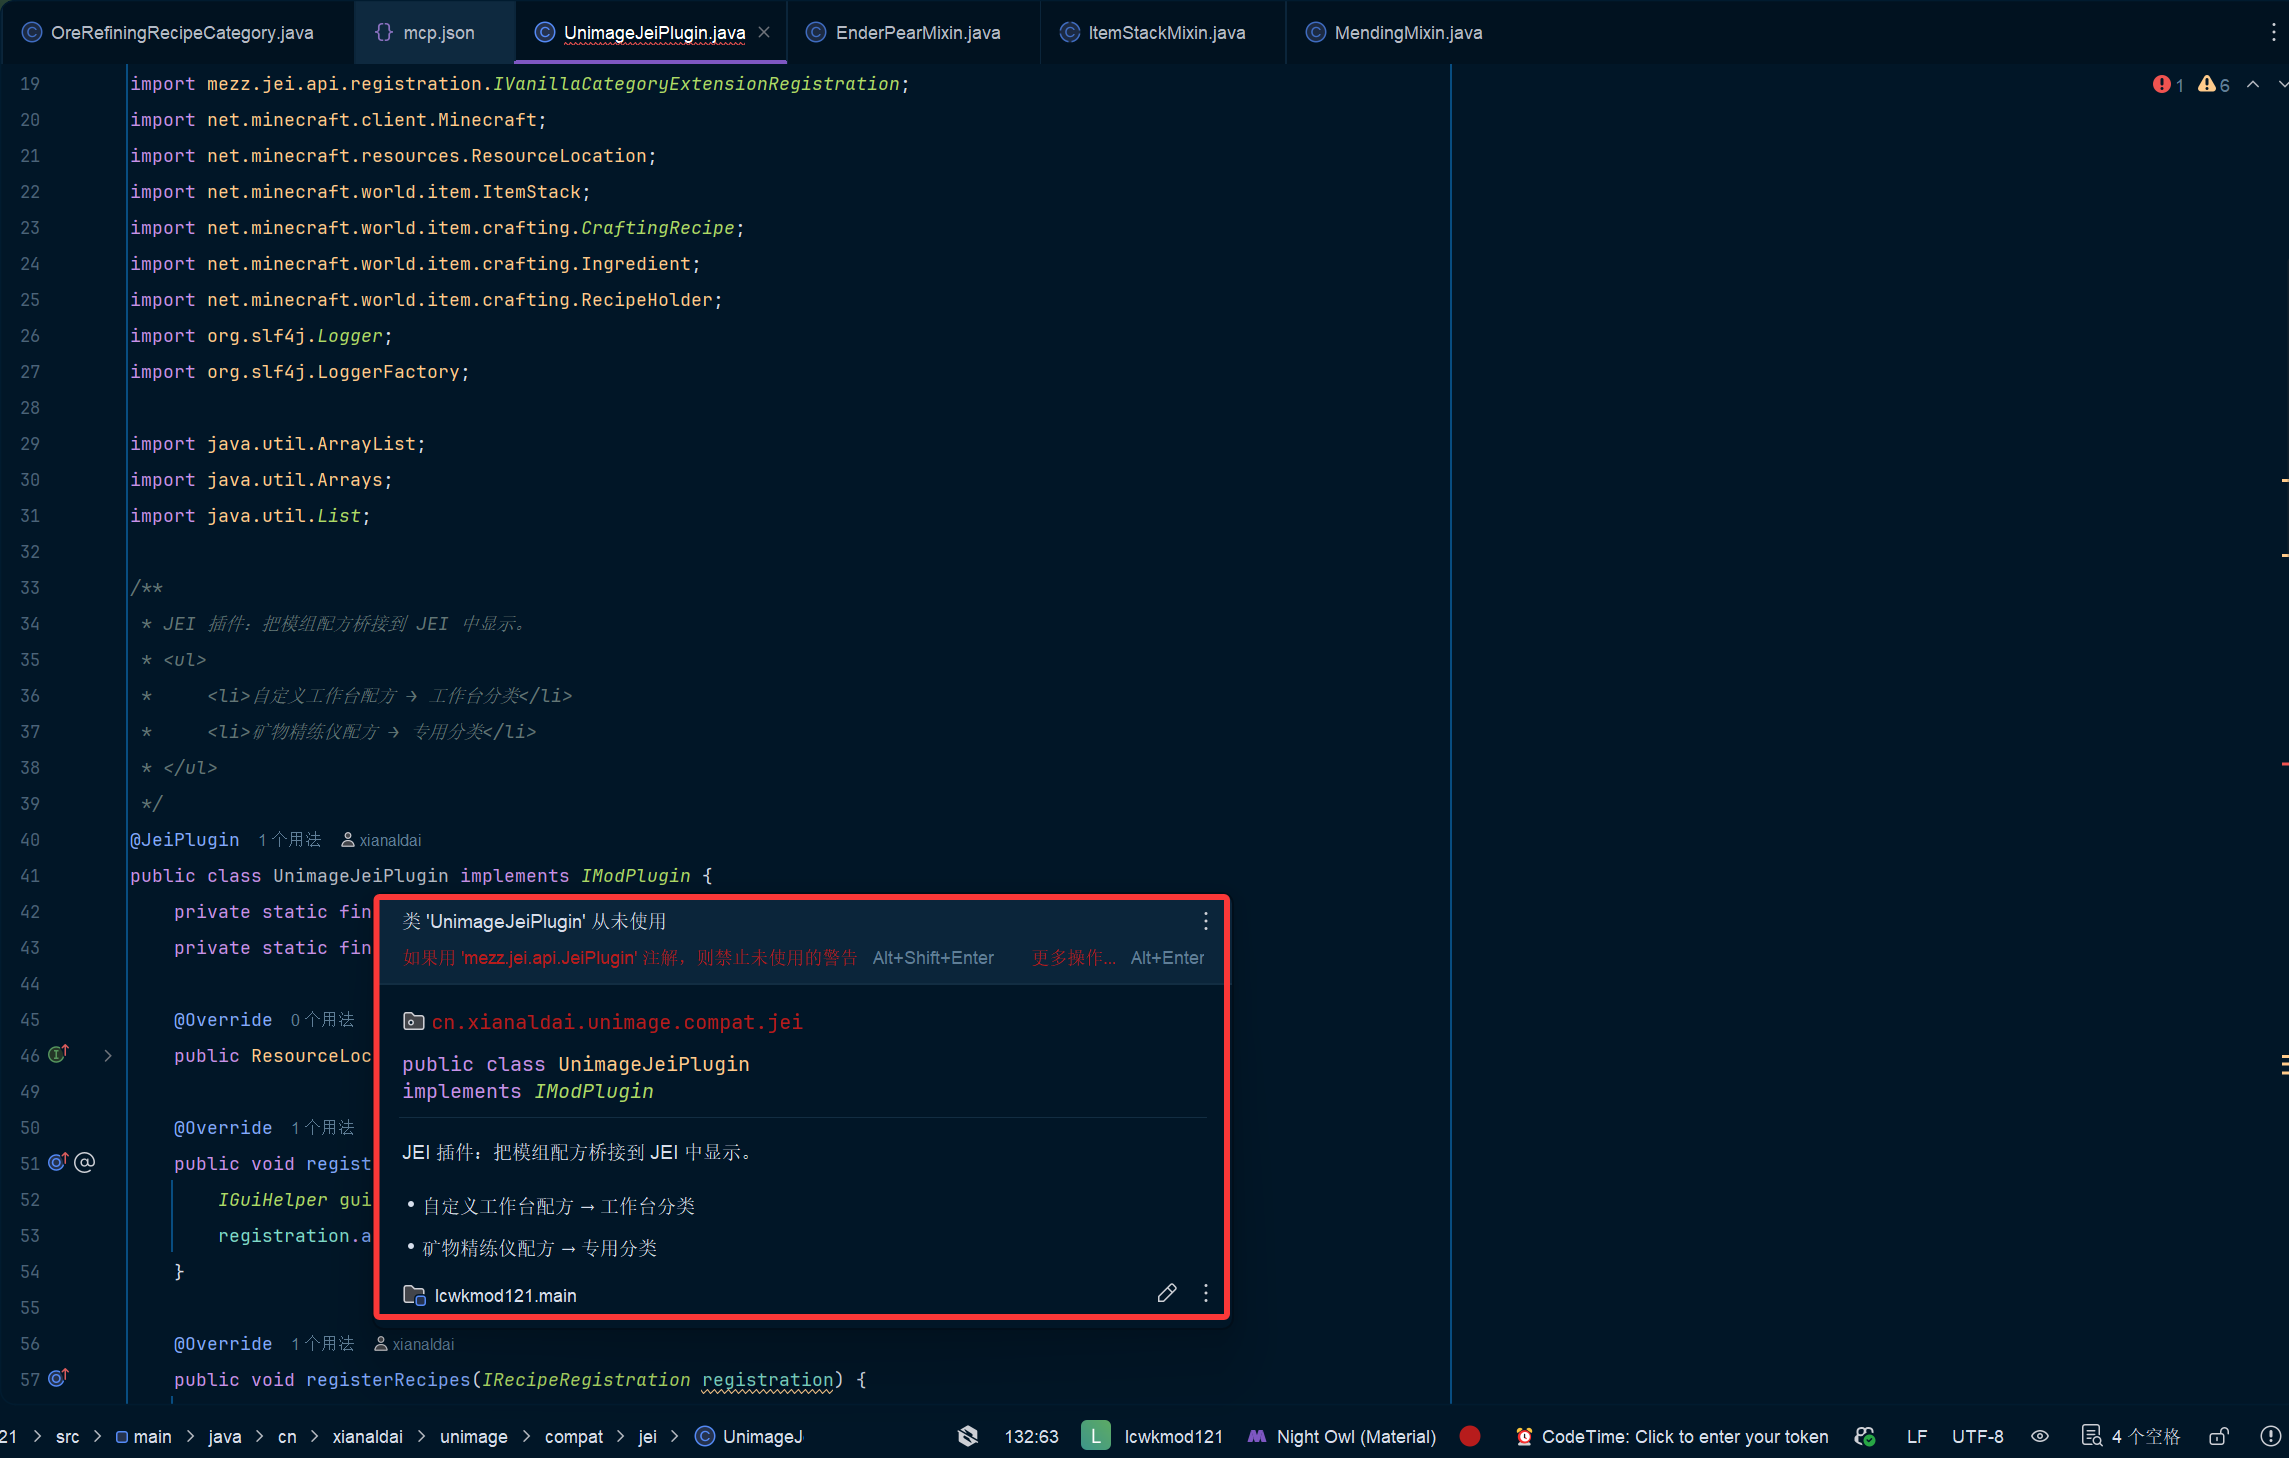 OreRefiningRecipeCategory.java mcp.json UnimageJeiPlugin.java EnderPearMixin.java ItemStackMixin.java MendingMixin.java
19 import mezz.jei.api.registration.IVanillaCategoryExtensionRegistration; 1 6
20 import net.minecraft.client.Minecraft;
21 import net.minecraft.resources.ResourceLocation;
22 import net.minecraft.world.item.ItemStack;
23 import net.minecraft.world.item.crafting.CraftingRecipe;
24 import net.minecraft.world.item.crafting.Ingredient;
25 import net.minecraft.world.item.crafting.RecipeHolder;
26 import org.slf4j.Logger;
27 import org.slf4j.LoggerFactory;
28
29 import java.util.ArrayList;
30 import java.util.Arrays;
31 import java.util.List;
32
33 /**
34 * JEI 插件：把模组配方桥接到 JEI 中显示。
35 * <ul>
36 *     <li>自定义工作台配方 → 工作台分类</li>
37 *     <li>矿物精练仪配方 → 专用分类</li>
38 * </ul>
39 */
40 @JeiPlugin 1 个用法 xianaldai
41 public class UnimageJeiPlugin implements IModPlugin {
42 private static fin
43 private static fin
44
45 @Override 0 个用法
46 public ResourceLoc
49
50 @Override 1 个用法
51 @ public void regist
52 IGuiHelper gui
53 registration.a
54 }
55
56 @Override 1 个用法 xianaldai
57 public void registerRecipes(IRecipeRegistration registration) {
类 'UnimageJeiPlugin' 从未使用
如果用 'mezz.jei.api.JeiPlugin' 注解，则禁止未使用的警告 Alt+Shift+Enter 更多操作... Alt+Enter
cn.xianaldai.unimage.compat.jei
public class UnimageJeiPlugin
implements IModPlugin
JEI 插件：把模组配方桥接到 JEI 中显示。
• 自定义工作台配方 → 工作台分类
• 矿物精练仪配方 → 专用分类
lcwkmod121.main
21 > src > main > java > cn > xianaldai > unimage > compat > jei > UnimageJ 132:63 L lcwkmod121 Night Owl (Material) CodeTime: Click to enter your token LF UTF-8 4 个空格